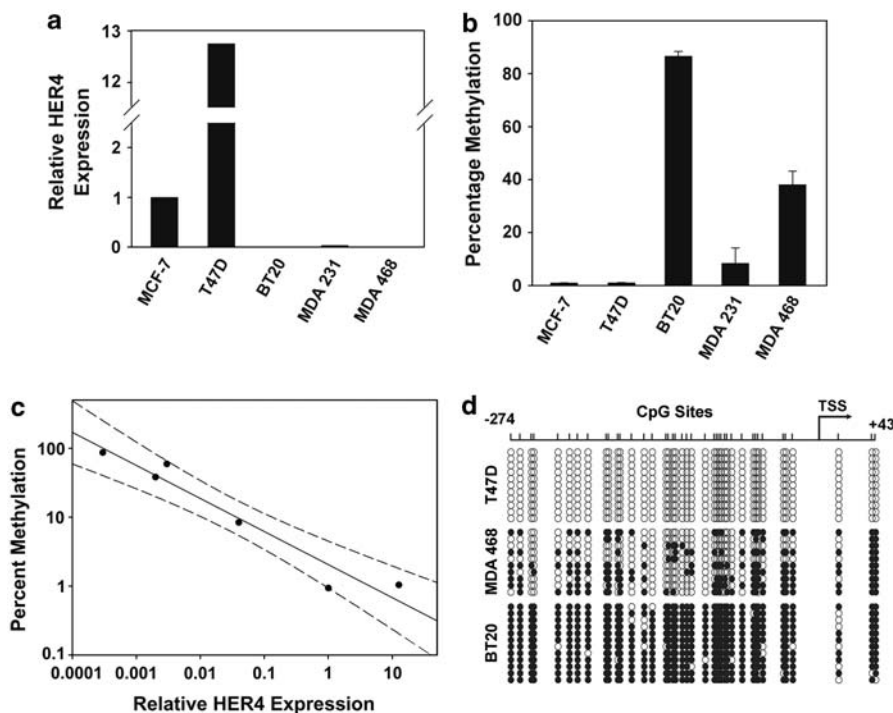 a
Relative HER4
Expression
13
12
2
1
0
MCF-7
T47D
BT20
MDA 231
MDA 468
b
Percentage Methylation
100
80
60
40
20
0
MCF-7
T47D
BT20
MDA 231
MDA 468
c
Percent Methylation
100
10
1
0.1
0.0001
0.001
0.01
0.1
1
10
Relative HER4 Expression
d
-274
CpG Sites
TSS
+43
T47D
MDA 468
BT20